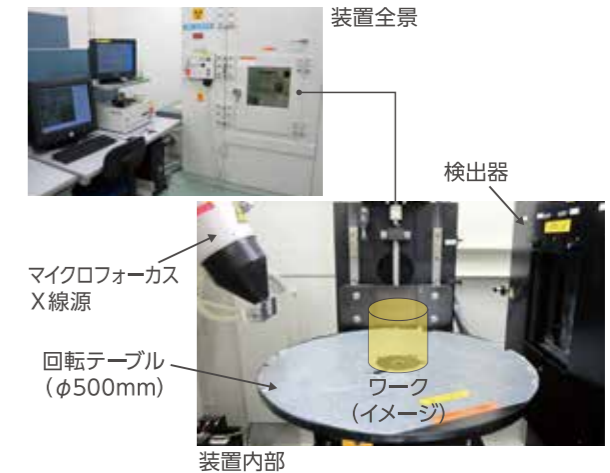 装置全景
検出器
マイクロフォーカス
X線源
回転テーブル
(φ500mm)
ワーク
(イメージ)
装置内部